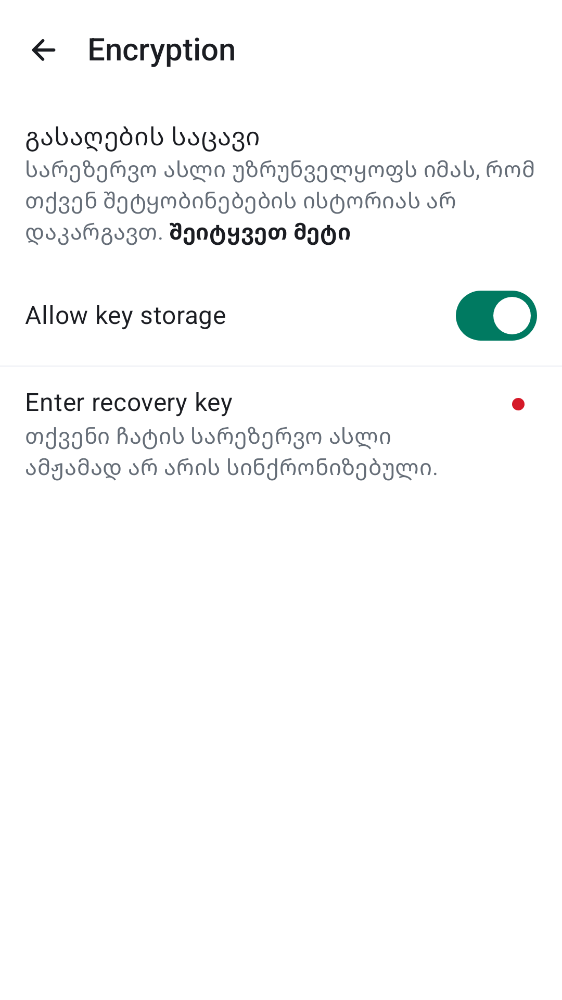 Encryption
გასაღების საცავი
სარეზერვო ასლი უზრუნველყოფს იმას, რომ
თქვენ შეტყობინებების ისტორიას არ
დაკარგავთ. შეიტყვეთ მეტი
Allow key storage
Enter recovery key
თქვენი ჩატის სარეზერვო ასლი
ამჟამად არ არის სინქრონიზებული.